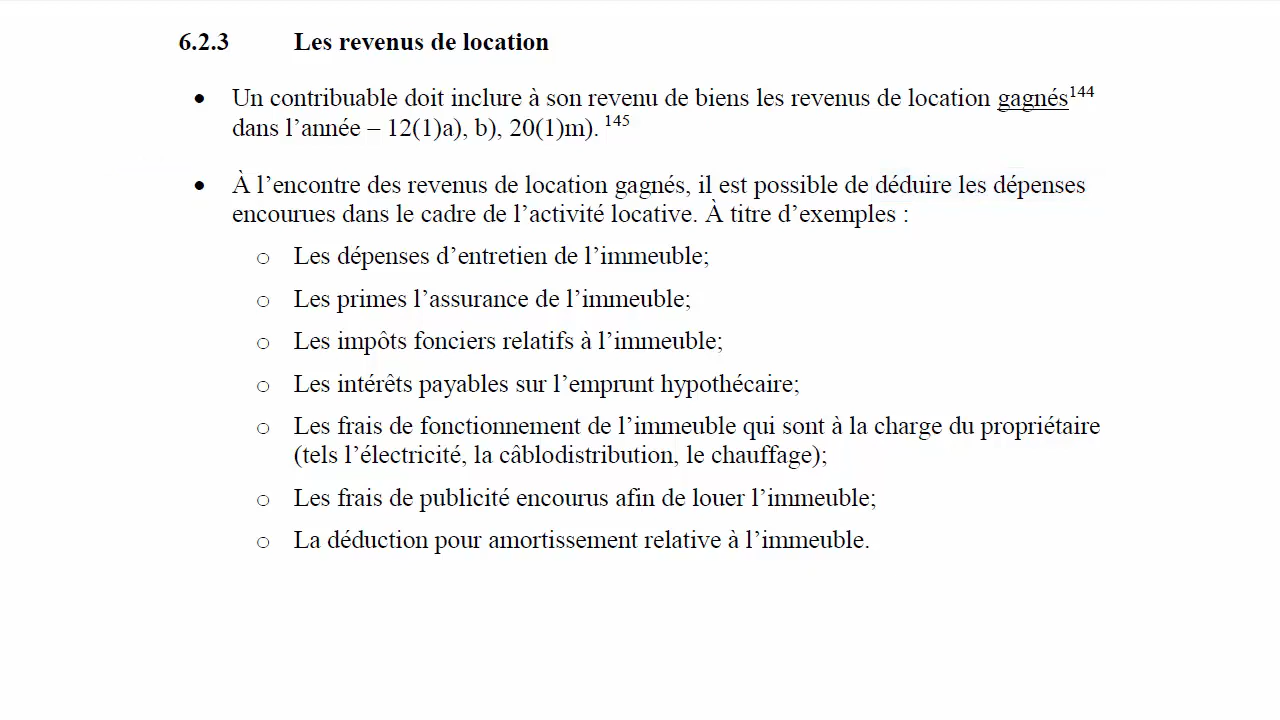 6.2.3 Les revenus de location
• Un contribuable doit inclure à son revenu de biens les revenus de location gagnés144
dans l’année – 12(1)a), b), 20(1)m). 145
• À l’encontre des revenus de location gagnés, il est possible de déduire les dépenses
encourues dans le cadre de l’activité locative. À titre d’exemples :
o Les dépenses d’entretien de l’immeuble;
o Les primes l’assurance de l’immeuble;
o Les impôts fonciers relatifs à l’immeuble;
o Les intérêts payables sur l’emprunt hypothécaire;
o Les frais de fonctionnement de l’immeuble qui sont à la charge du propriétaire
(tels l’électricité, la câblodistribution, le chauffage);
o Les frais de publicité encourus afin de louer l’immeuble;
o La déduction pour amortissement relative à l’immeuble.